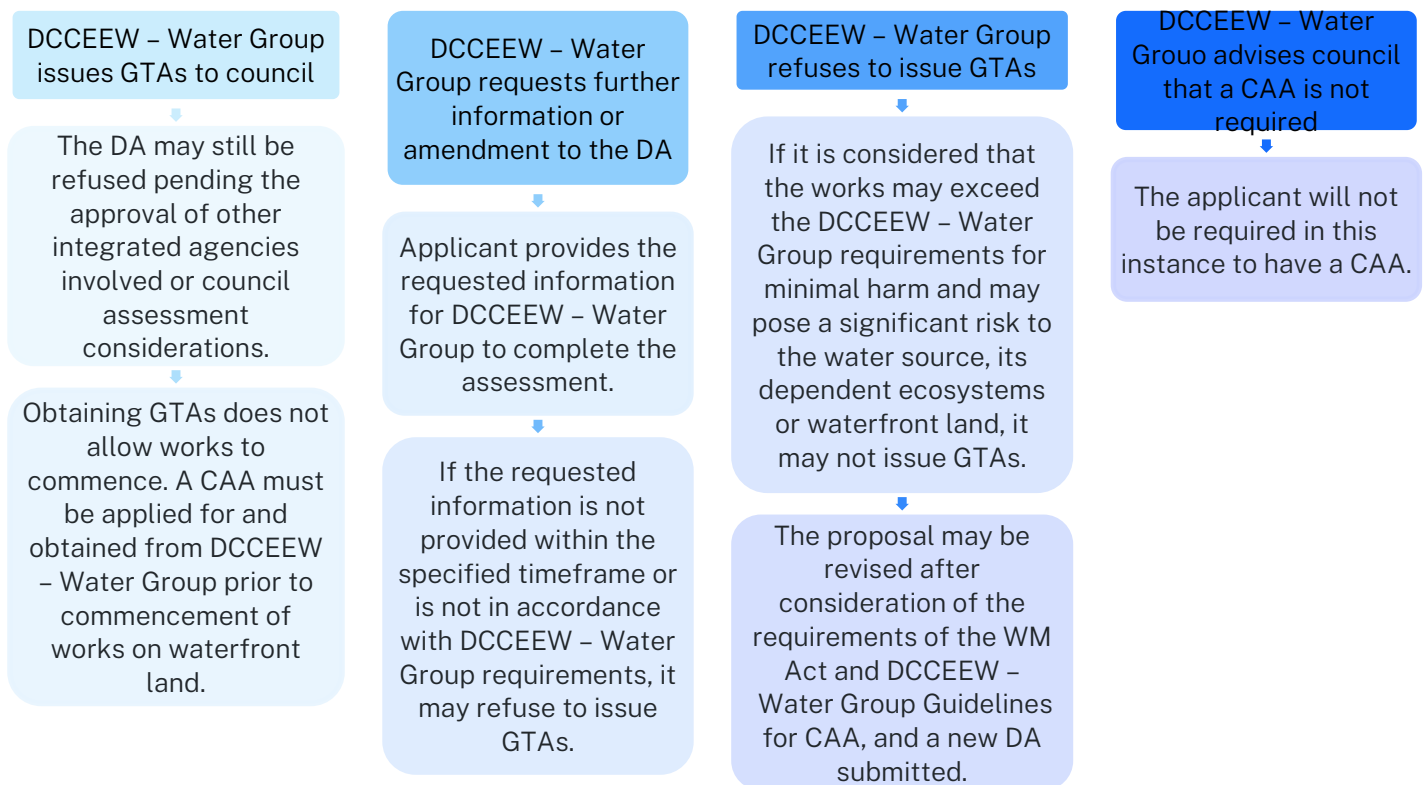 DCCEEW – Water Group
issues GTAs to council
The DA may still be
refused pending the
approval of other
integrated agencies
involved or council
assessment
considerations.
Obtaining GTAs does not
allow works to
commence. A CAA must
be applied for and
obtained from DCCEEW
– Water Group prior to
commencement of
works on waterfront
land.
DCCEEW – Water
Group requests further
information or
amendment to the DA
Applicant provides the
requested information
for DCCEEW – Water
Group to complete the
assessment.
If the requested
information is not
provided within the
specified timeframe or
is not in accordance
with DCCEEW – Water
Group requirements, it
may refuse to issue
GTAs.
DCCEEW – Water Group
refuses to issue GTAs
If it is considered that
the works may exceed
the DCCEEW – Water
Group requirements for
minimal harm and may
pose a significant risk to
the water source, its
dependent ecosystems
or waterfront land, it
may not issue GTAs.
The proposal may be
revised after
consideration of the
requirements of the WM
Act and DCCEEW –
Water Group Guidelines
for CAA, and a new DA
submitted.
DCCEEW – Water
Grouo advises council
that a CAA is not
required
The applicant will not
be required in this
instance to have a CAA.